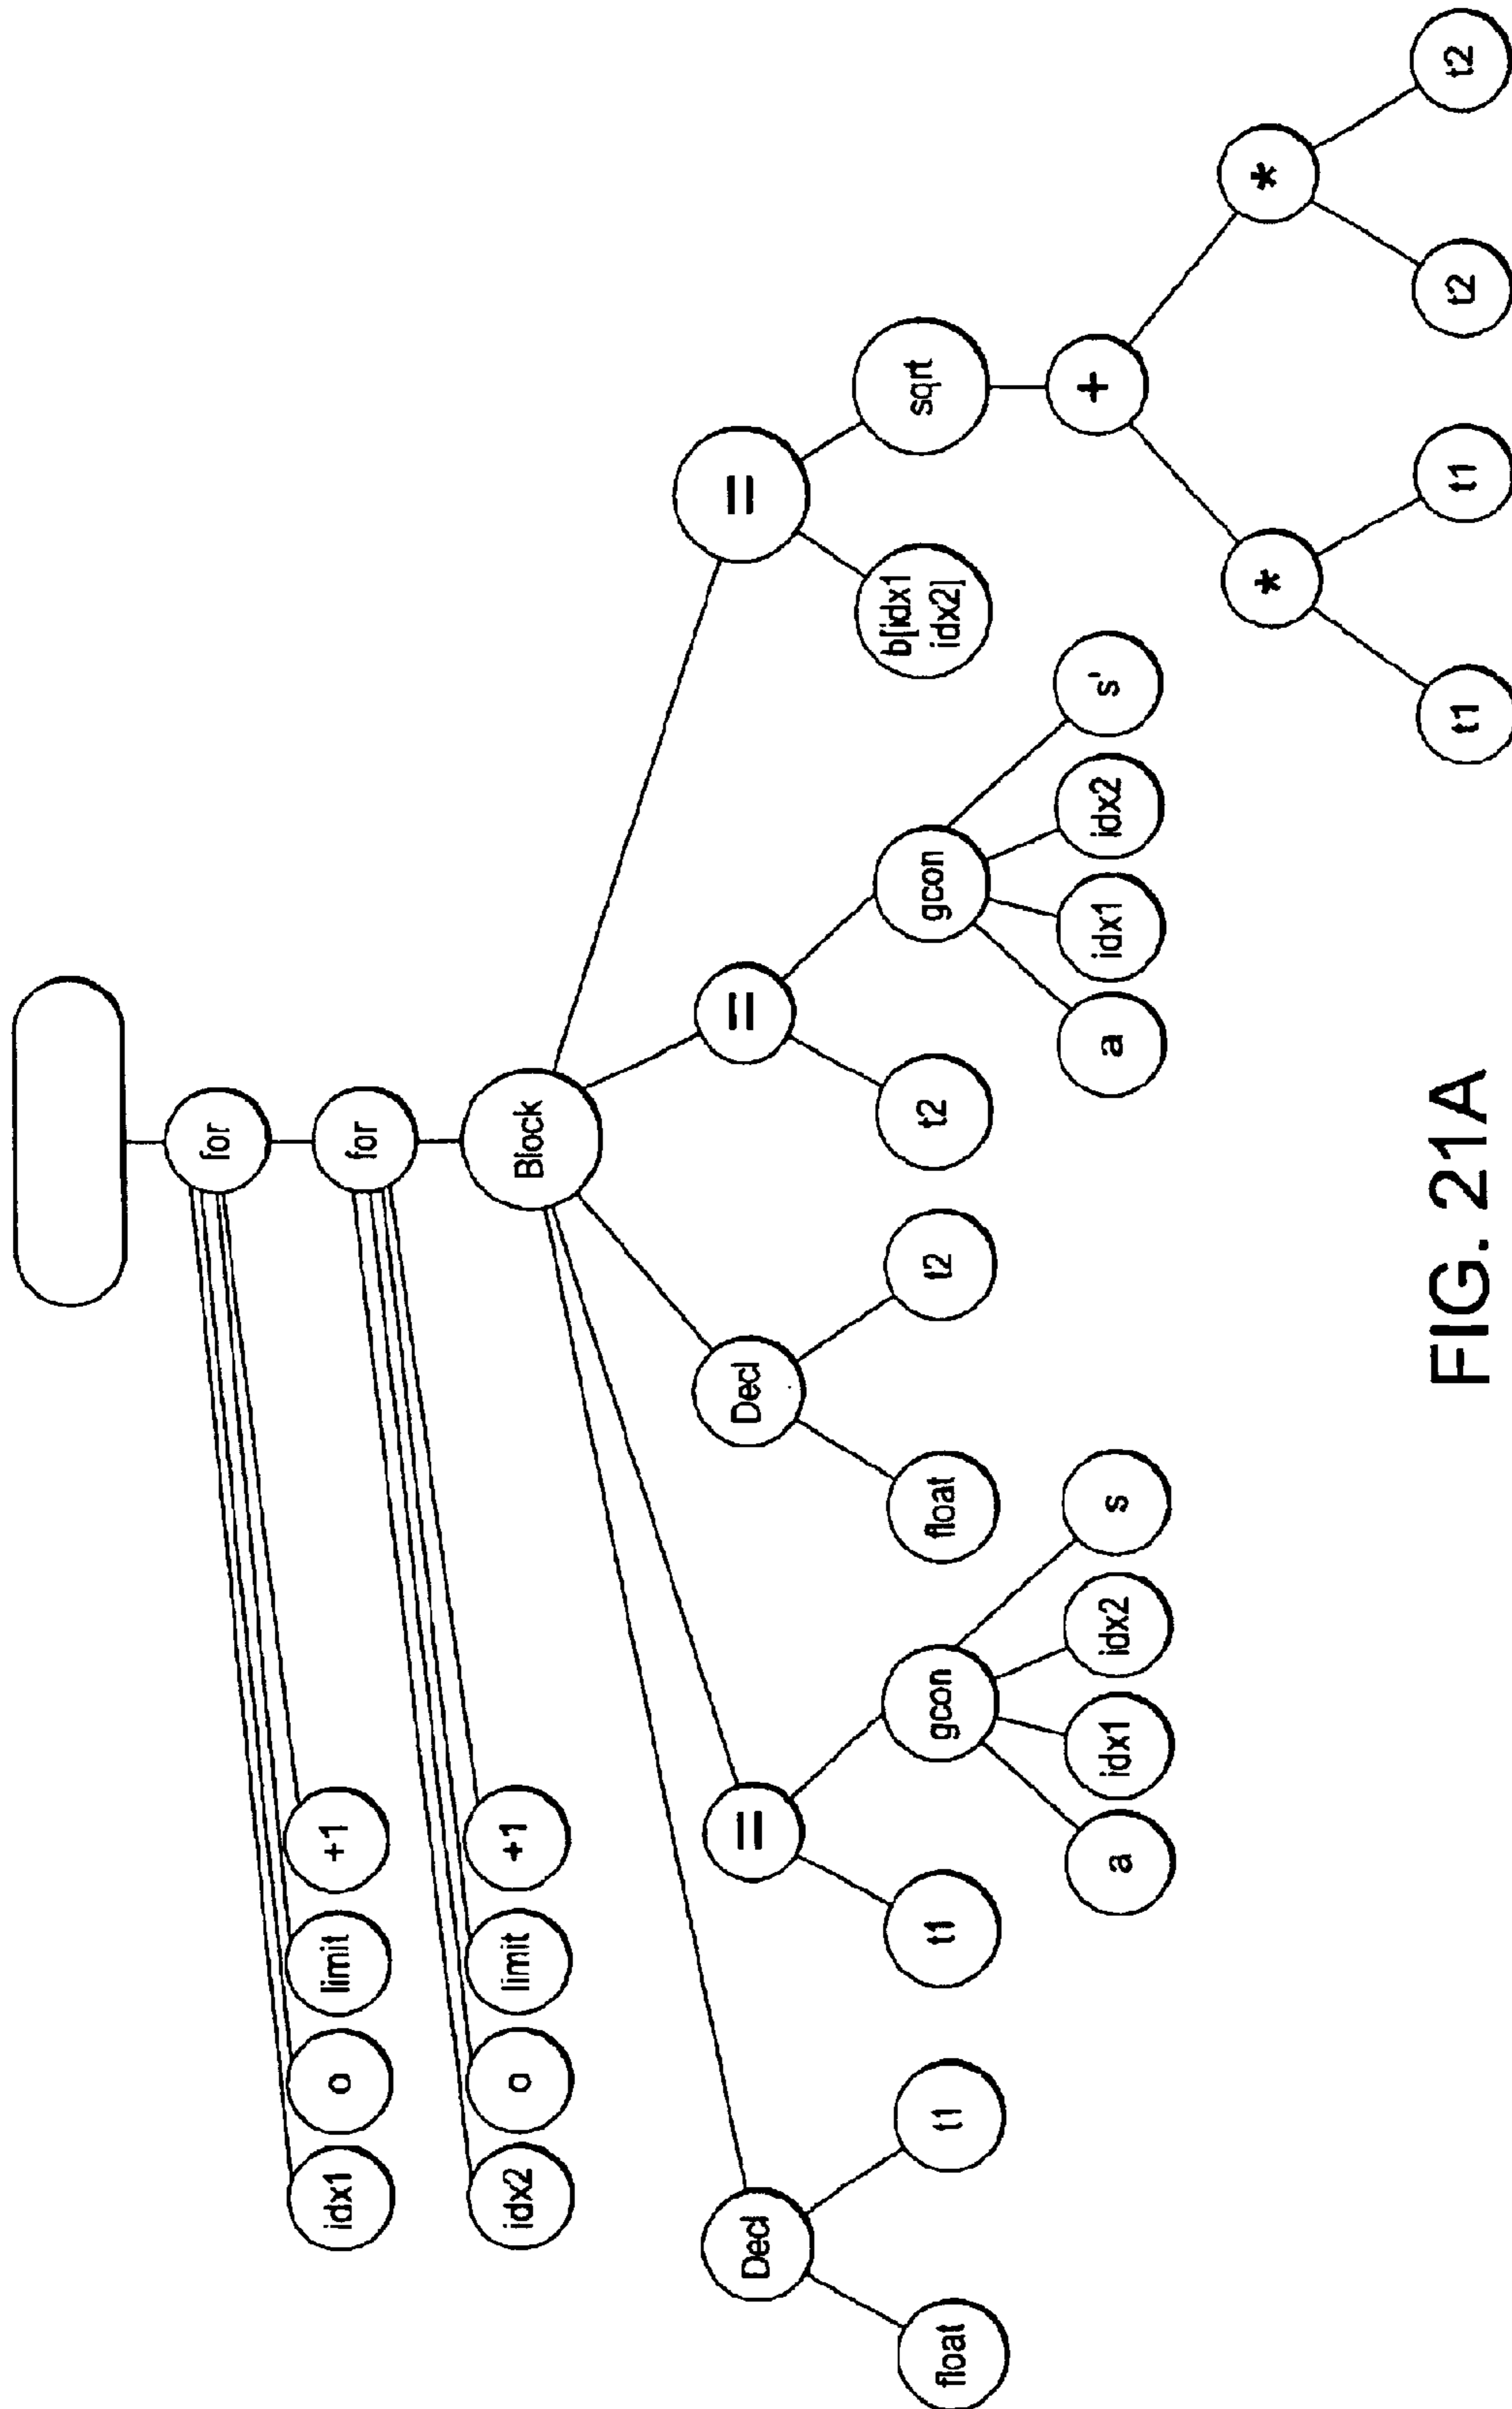 for
idx1
o
limit
+1
for
idx2
o
limit
+1
Block
Decl
=
Decl
=
=
float
t1
t1
gcon
float
t2
t2
gcon
b[idx1
idx2]
sqrt
a
idx1
idx2
s
a
idx1
idx2
s'
+
*
*
t1
t1
t2
t2
FIG. 21A